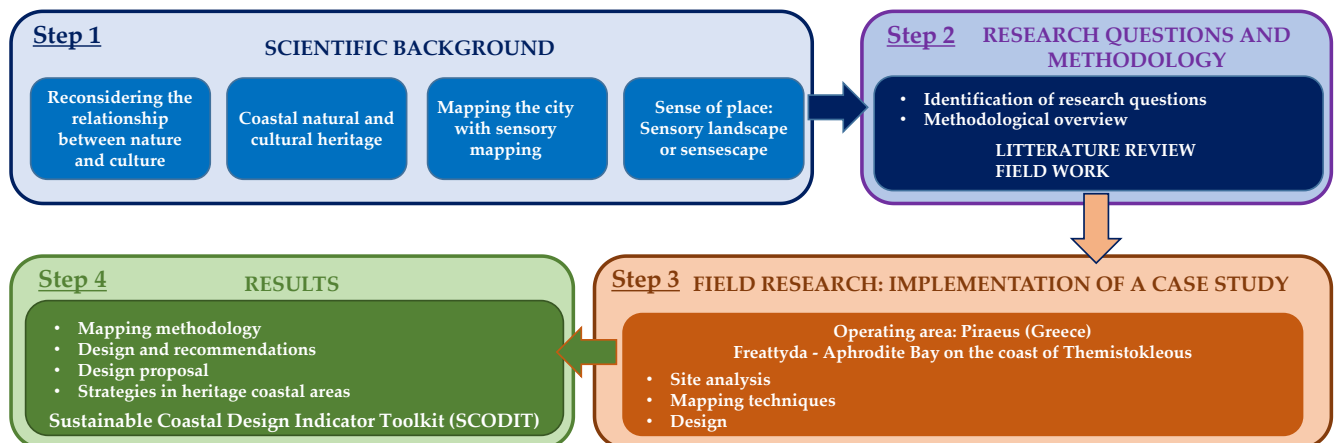 Step 1
SCIENTIFIC BACKGROUND
Reconsidering the
relationship
between nature
and culture
Coastal natural and
cultural heritage
Mapping the city
with sensory
mapping
Sense of place:
Sensory landscape
or sensescape
Step 2
RESEARCH QUESTIONS AND
METHODOLOGY
• Identification of research questions
• Methodological overview
LITTERATURE REVIEW
FIELD WORK
Step 3
FIELD RESEARCH: IMPLEMENTATION OF A CASE STUDY
Operating area: Piraeus (Greece)
Freattyda - Aphrodite Bay on the coast of Themistokleous
• Site analysis
• Mapping techniques
• Design
Step 4
RESULTS
• Mapping methodology
• Design and recommendations
• Design proposal
• Strategies in heritage coastal areas
Sustainable Coastal Design Indicator Toolkit (SCODIT)